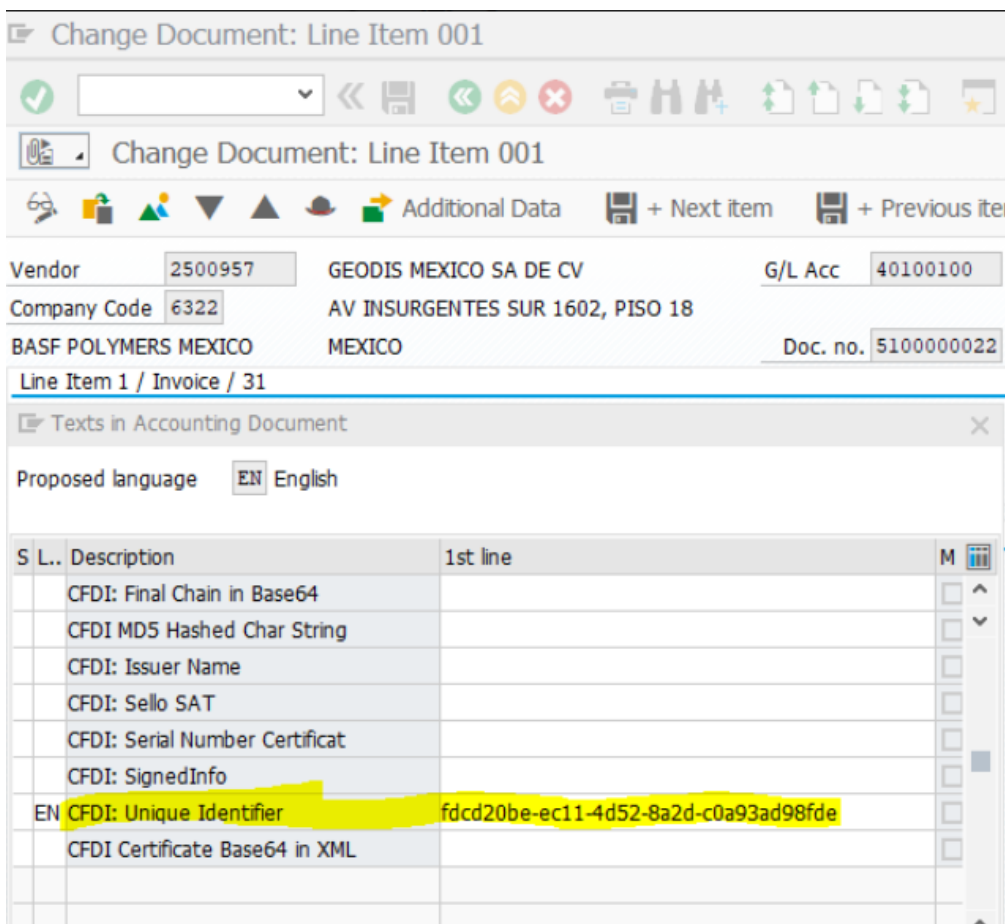 Change Document: Line Item 001
Change Document: Line Item 001
Additional Data + Next item + Previous ite
Vendor 2500957 GEODIS MEXICO SA DE CV G/L Acc 40100100
Company Code 6322 AV INSURGENTES SUR 1602, PISO 18
BASF POLYMERS MEXICO MEXICO Doc. no. 5100000022
Line Item 1 / Invoice / 31
Texts in Accounting Document
Proposed language EN English
S L.. Description 1st line M
CFDI: Final Chain in Base64
CFDI MD5 Hashed Char String
CFDI: Issuer Name
CFDI: Sello SAT
CFDI: Serial Number Certificat
CFDI: SignedInfo
EN CFDI: Unique Identifier fdcd20be-ec11-4d52-8a2d-c0a93ad98fde
CFDI Certificate Base64 in XML